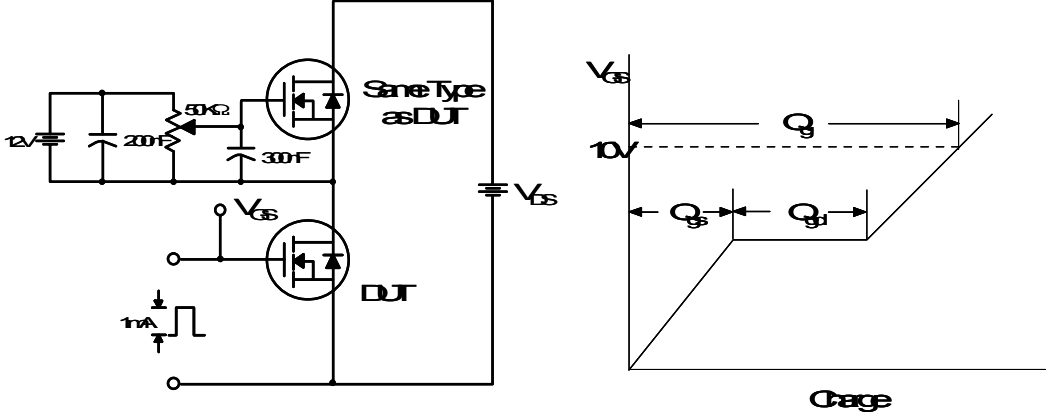 12V
200nF
50KΩ
300nF
Same Type
as DUT
VGS
DUT
1mA
VDS
VGS
10V
Qg
Qgs
Qgd
Charge